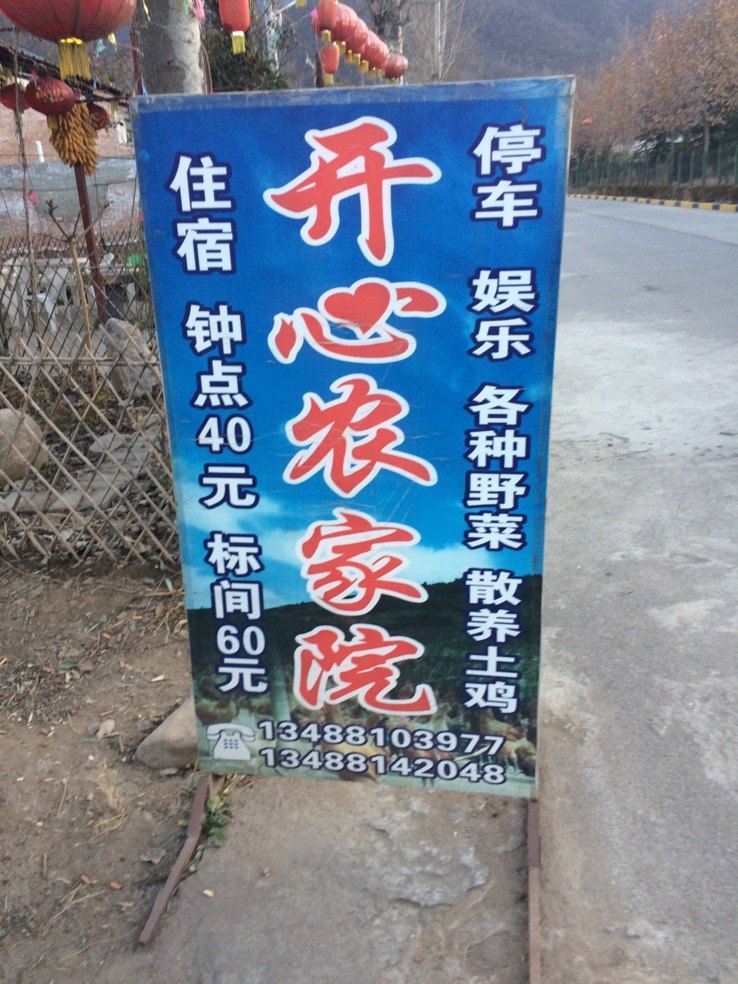 开心农家院
停车 娱乐 各种野菜 散养土鸡
住宿 钟点40元 标间60元
13488103977
13488142048